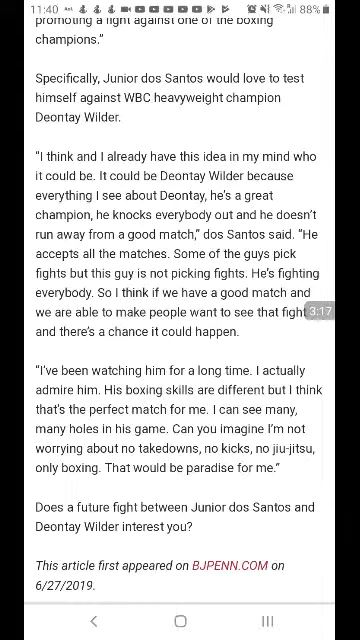 11:40
88%
promoting a fight against one of the boxing
champions.”
Specifically, Junior dos Santos would love to test
himself against WBC heavyweight champion
Deontay Wilder.
“I think and I already have this idea in my mind who
it could be. It could be Deontay Wilder because
everything I see about Deontay, he’s a great
champion, he knocks everybody out and he doesn’t
run away from a good match,” dos Santos said. “He
accepts all the matches. Some of the guys pick
fights but this guy is not picking fights. He’s fighting
everybody. So I think if we have a good match and
we are able to make people want to see that fight
3:17
and there’s a chance it could happen.
“I’ve been watching him for a long time. I actually
admire him. His boxing skills are different but I think
that’s the perfect match for me. I can see many,
many holes in his game. Can you imagine I’m not
worrying about no takedowns, no kicks, no jiu-jitsu,
only boxing. That would be paradise for me.”
Does a future fight between Junior dos Santos and
Deontay Wilder interest you?
This article first appeared on BJPENN.COM on
6/27/2019.